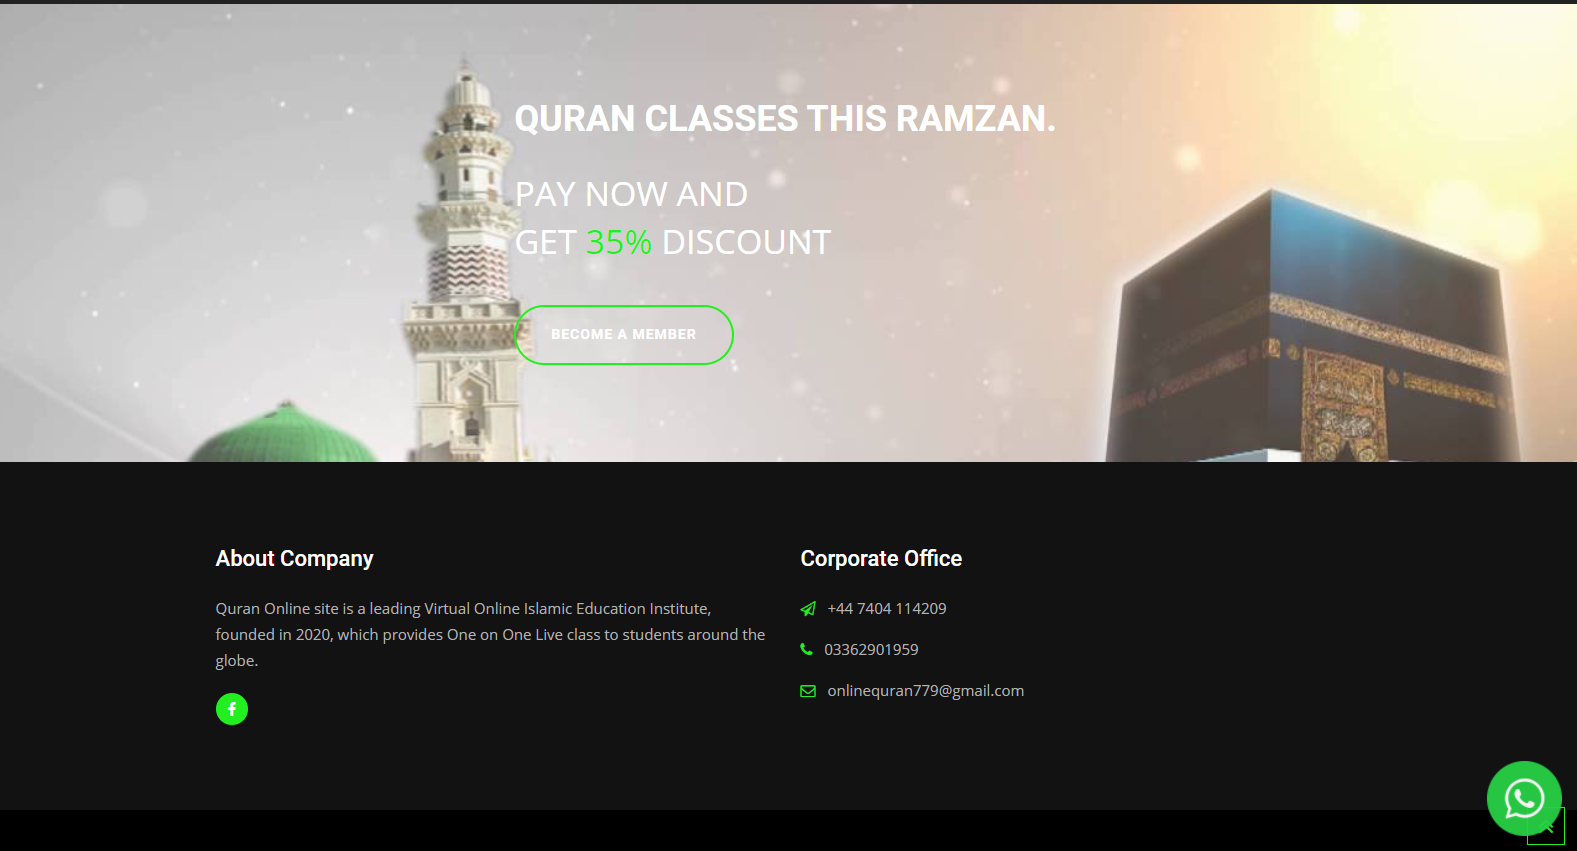 QURAN CLASSES THIS RAMZAN.
PAY NOW AND
GET 35% DISCOUNT
BECOME A MEMBER
About Company
Quran Online site is a leading Virtual Online Islamic Education Institute,
founded in 2020, which provides One on One Live class to students around the
globe.
Corporate Office
+44 7404 114209
03362901959
onlinequran779@gmail.com